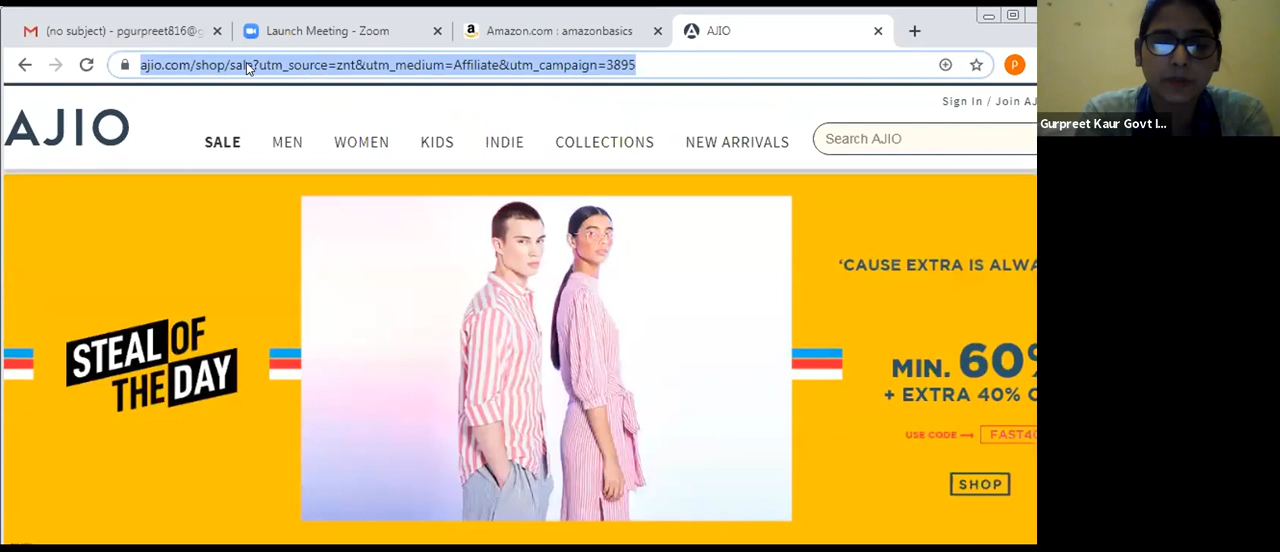 (no subject) - pgurpreet816@g
Launch Meeting - Zoom
Amazon.com : amazonbasics
AJIO
ajio.com/shop/sale?utm_source=znt&utm_medium=Affiliate&utm_campaign=3895
P
Gurpreet Kaur Govt I...
Sign In / Join AJ
AJIO
SALE MEN WOMEN KIDS INDIE COLLECTIONS NEW ARRIVALS
Search AJIO
'CAUSE EXTRA IS ALWA
STEAL OF
THE DAY
MIN. 60%
+ EXTRA 40% O
USE CODE FAST40
SHOP